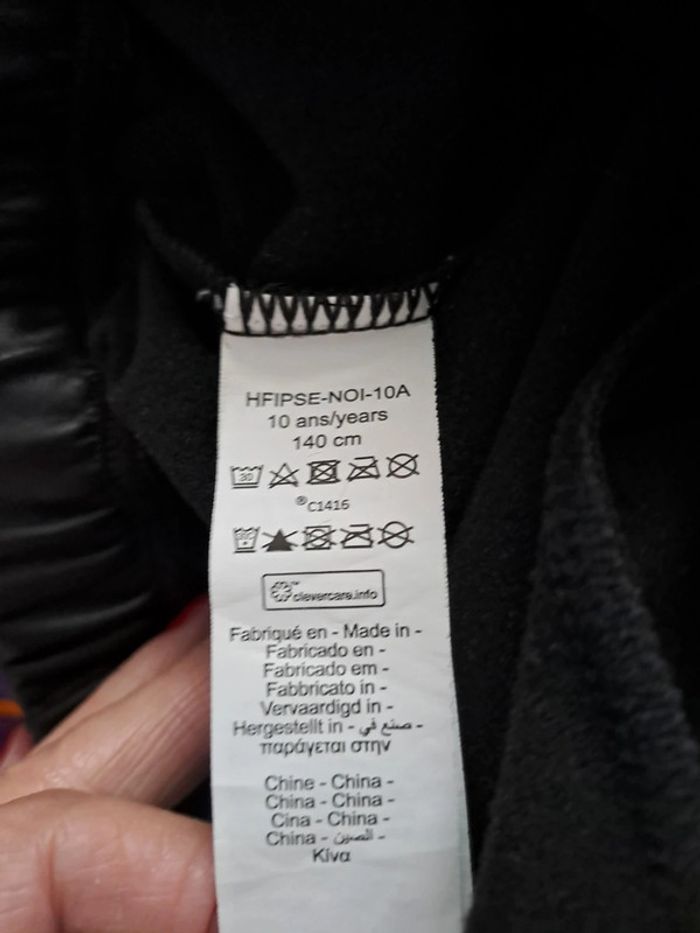 HFIPSE-NOI-10A
10 ans/years
140 cm
30
®C1416
clevercare.info
Fabriqué en - Made in -
Fabricado en -
Fabricado em -
Fabbricato in -
Vervaardigd in -
Hergestellt in - صنع في -
παράγεται στην
Chine - China -
China - China -
Cina - China -
China - الصين -
Κίνα